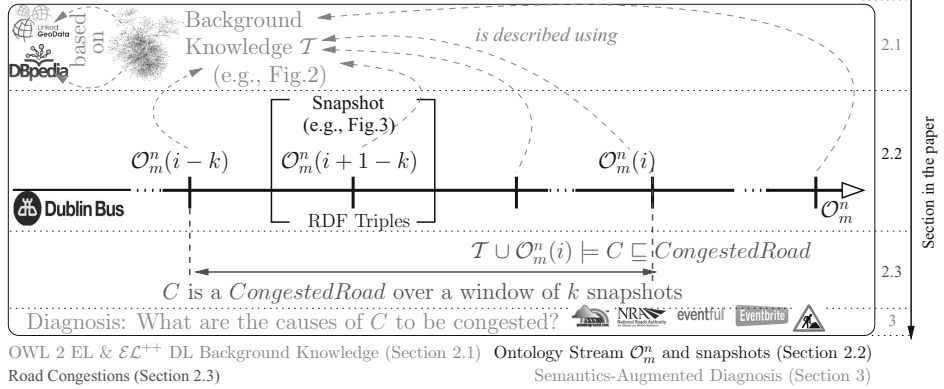 Linked
GeoData
DBpedia
based on
Background
Knowledge 𝒯
(e.g., Fig.2)
is described using
2.1
Snapshot
(e.g., Fig.3)
𝒪ₘⁿ(i − k)
𝒪ₘⁿ(i + 1 − k)
𝒪ₘⁿ(i)
2.2
Dublin Bus
RDF Triples
𝒪ₘⁿ
𝒯 ∪ 𝒪ₘⁿ(i) ⊨ C ⊑ CongestedRoad
2.3
C is a CongestedRoad over a window of k snapshots
Diagnosis: What are the causes of C to be congested?
wunderground.com
NRA
National Roads Authority
eventful
Eventbrite
3
Section in the paper
OWL 2 EL & ℰℒ⁺⁺ DL Background Knowledge (Section 2.1) Ontology Stream 𝒪ₘⁿ and snapshots (Section 2.2)
Road Congestions (Section 2.3) Semantics-Augmented Diagnosis (Section 3)